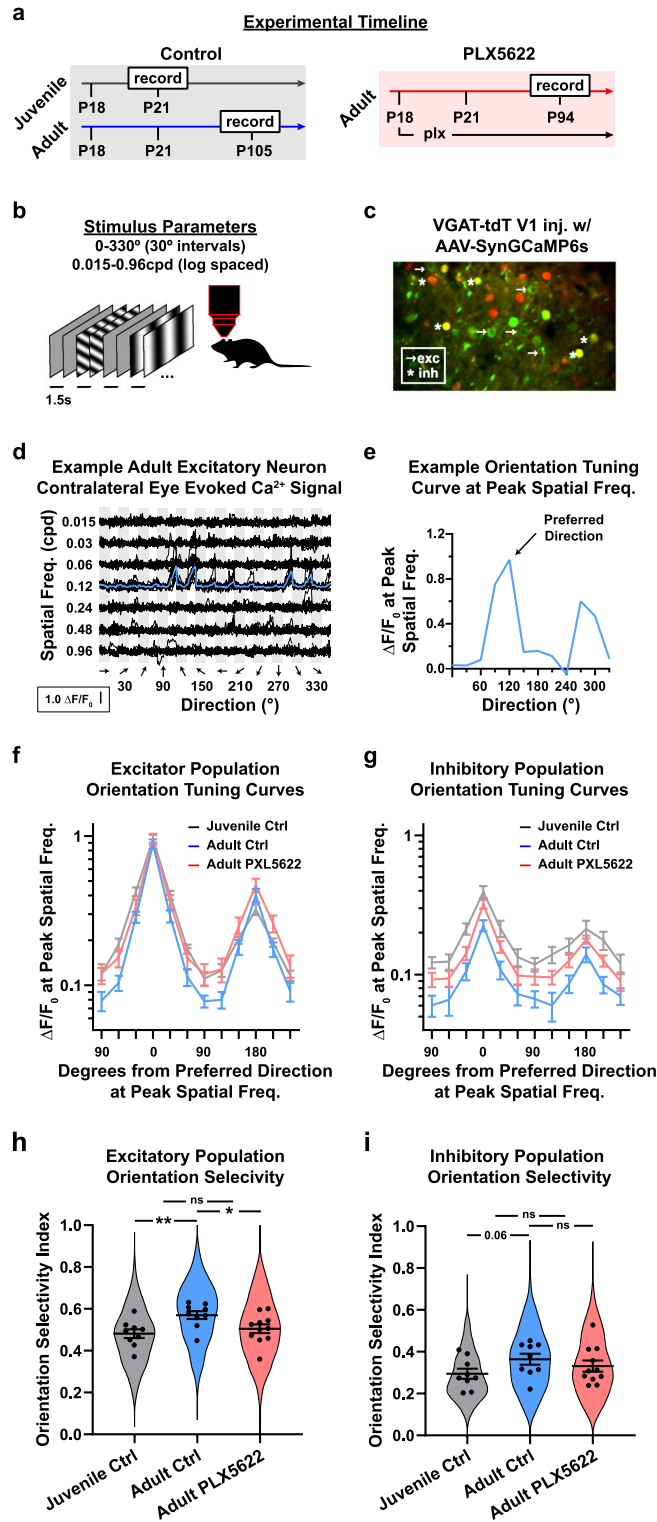 a
Experimental Timeline
Control
PLX5622
Juvenile
record
P18
P21
Adult
record
P18
P21
P105
Adult
record
P18
P21
P94
plx
b
Stimulus Parameters
0-330º (30º intervals)
0.015-0.96cpd (log spaced)
...
1.5s
c
VGAT-tdT V1 inj. w/
AAV-SynGCaMP6s
→exc
* inh
d
Example Adult Excitatory Neuron
Contralateral Eye Evoked Ca²⁺ Signal
Spatial Freq. (cpd)
0.015
0.03
0.06
0.12
0.24
0.48
0.96
30 90 150 210 270 330
1.0 ΔF/F₀
Direction (°)
e
Example Orientation Tuning
Curve at Peak Spatial Freq.
Preferred
Direction
ΔF/F₀ at Peak
Spatial Freq.
1.2
0.8
0.4
0.0
60 120 180 240 300
Direction (°)
f
Excitator Population
Orientation Tuning Curves
Juvenile Ctrl
Adult Ctrl
Adult PXL5622
ΔF/F₀ at Peak Spatial Freq.
1
0.1
90 0 90 180
Degrees from Preferred Direction
at Peak Spatial Freq.
g
Inhibitory Population
Orientation Tuning Curves
Juvenile Ctrl
Adult Ctrl
Adult PXL5622
ΔF/F₀ at Peak Spatial Freq.
1
0.1
90 0 90 180
Degrees from Preferred Direction
at Peak Spatial Freq.
h
Excitatory Population
Orientation Selecivity
ns
**
*
Orientation Selectivity Index
1.0
0.8
0.6
0.4
0.2
0.0
Juvenile Ctrl
Adult Ctrl
Adult PLX5622
i
Inhibitory Population
Orientation Selectivity
ns
0.06
ns
Orientation Selectivity Index
1.0
0.8
0.6
0.4
0.2
0.0
Juvenile Ctrl
Adult Ctrl
Adult PLX5622